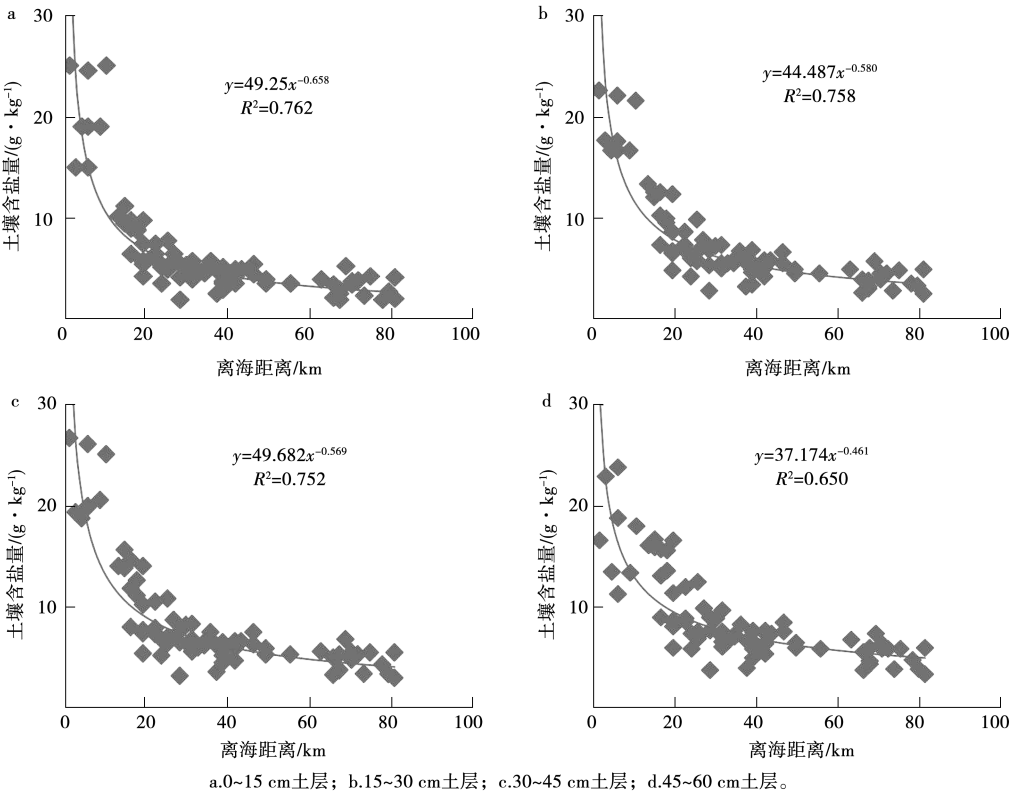 a
30
20
10
0
20
40
60
80
100
土壤含盐量/(g·kg⁻¹)
离海距离/km
y=49.25x⁻⁰·⁶⁵⁸
R²=0.762
b
30
20
10
0
20
40
60
80
100
土壤含盐量/(g·kg⁻¹)
离海距离/km
y=44.487x⁻⁰·⁵⁸⁰
R²=0.758
c
30
20
10
0
20
40
60
80
100
土壤含盐量/(g·kg⁻¹)
离海距离/km
y=49.682x⁻⁰·⁵⁶⁹
R²=0.752
d
30
20
10
0
20
40
60
80
100
土壤含盐量/(g·kg⁻¹)
离海距离/km
y=37.174x⁻⁰·⁴⁶¹
R²=0.650
a.0~15 cm土层；b.15~30 cm土层；c.30~45 cm土层；d.45~60 cm土层。